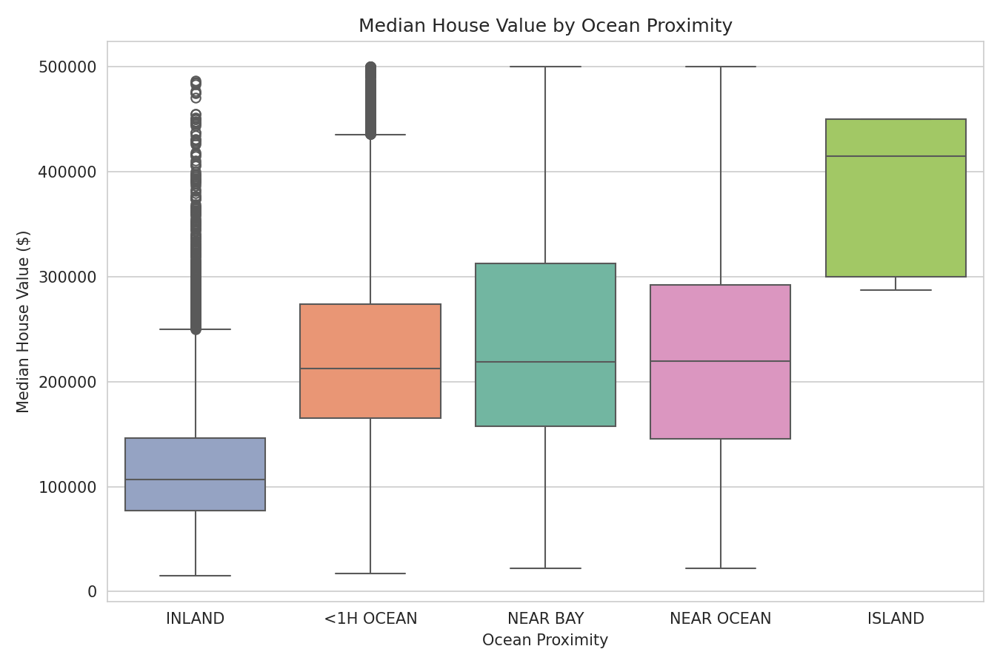 Median House Value by Ocean Proximity
Median House Value ($)
500000
400000
300000
200000
100000
0
INLAND
<1H OCEAN
NEAR BAY
NEAR OCEAN
ISLAND
Ocean Proximity